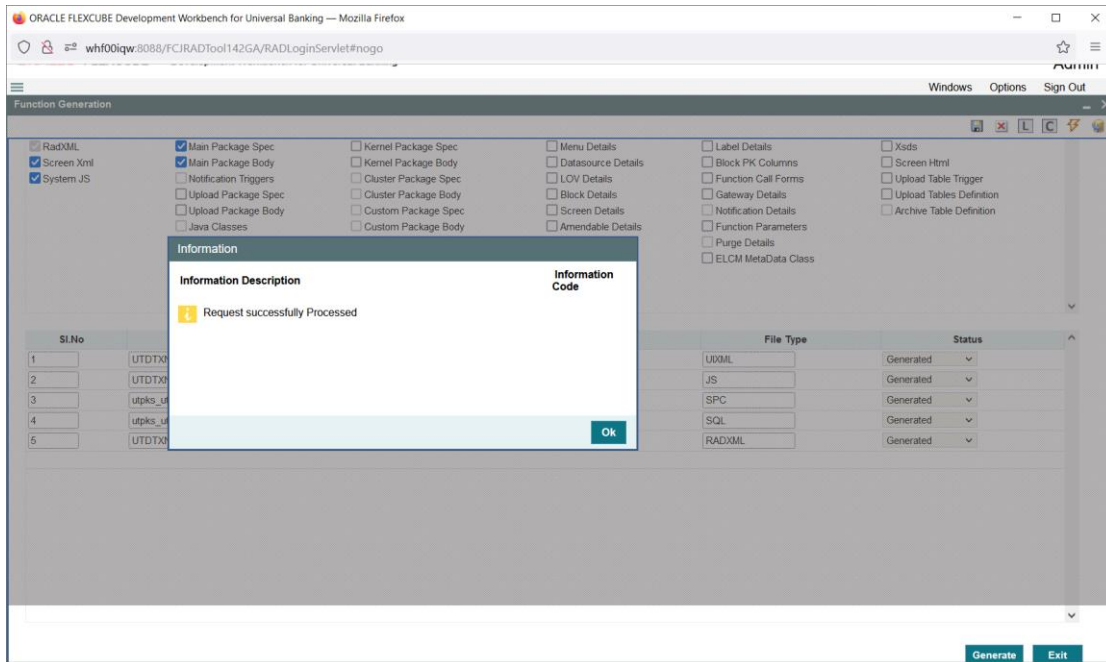 ORACLE FLEXCUBE Development Workbench for Universal Banking — Mozilla Firefox
whf00iqw:8088/FCJRADTool142GA/RADLoginServlet#nogo
Admin
Windows Options Sign Out
Function Generation
L C
RadXML Main Package Spec Kernel Package Spec Menu Details Label Details Xsds
Screen Xml Main Package Body Kernel Package Body Datasource Details Block PK Columns Screen Html
System JS Notification Triggers Cluster Package Spec LOV Details Function Call Forms Upload Table Trigger
Upload Package Spec Cluster Package Body Block Details Gateway Details Upload Tables Definition
Upload Package Body Custom Package Spec Screen Details Notification Details Archive Table Definition
Java Classes Custom Package Body Amendable Details Function Parameters
Purge Details
ELCM MetaData Class
Information
Information Description Information Code
Request successfully Processed
Ok
Sl.No File Type Status
1 UIXML Generated
2 JS Generated
3 SPC Generated
4 SQL Generated
5 RADXML Generated
Generate Exit